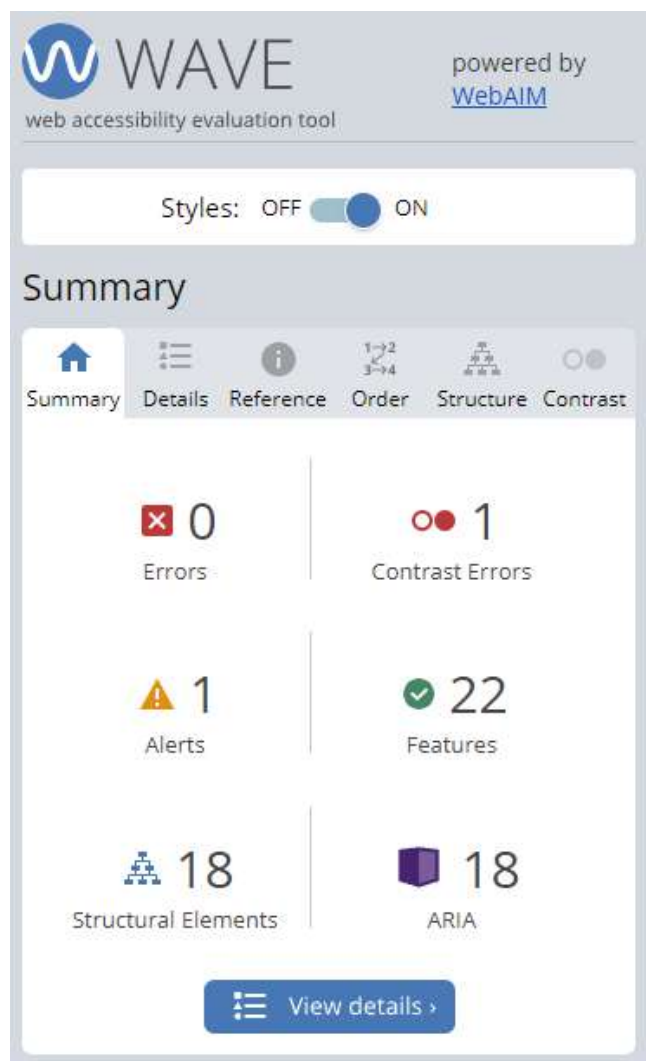 WAVE
powered by
WebAIM
web accessibility evaluation tool
Styles: OFF ON
Summary
1→2
3→4
Summary Details Reference Order Structure Contrast
0 1
Errors Contrast Errors
1 22
Alerts Features
18 18
Structural Elements ARIA
View details ›